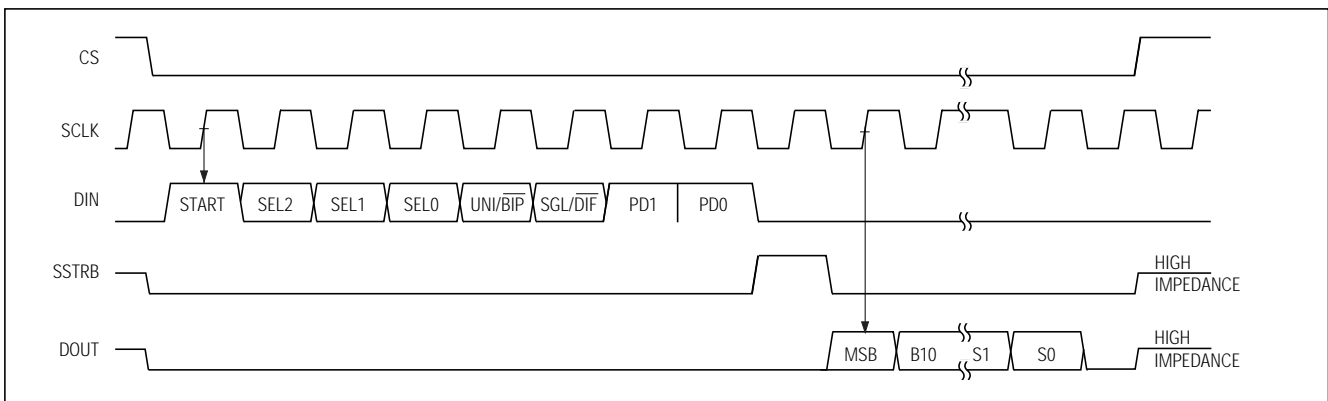 CS
SCLK
DIN
START
SEL2
SEL1
SEL0
UNI/BIP
SGL/DIF
PD1
PD0
SSTRB
HIGH
IMPEDANCE
DOUT
MSB
B10
S1
S0
HIGH
IMPEDANCE